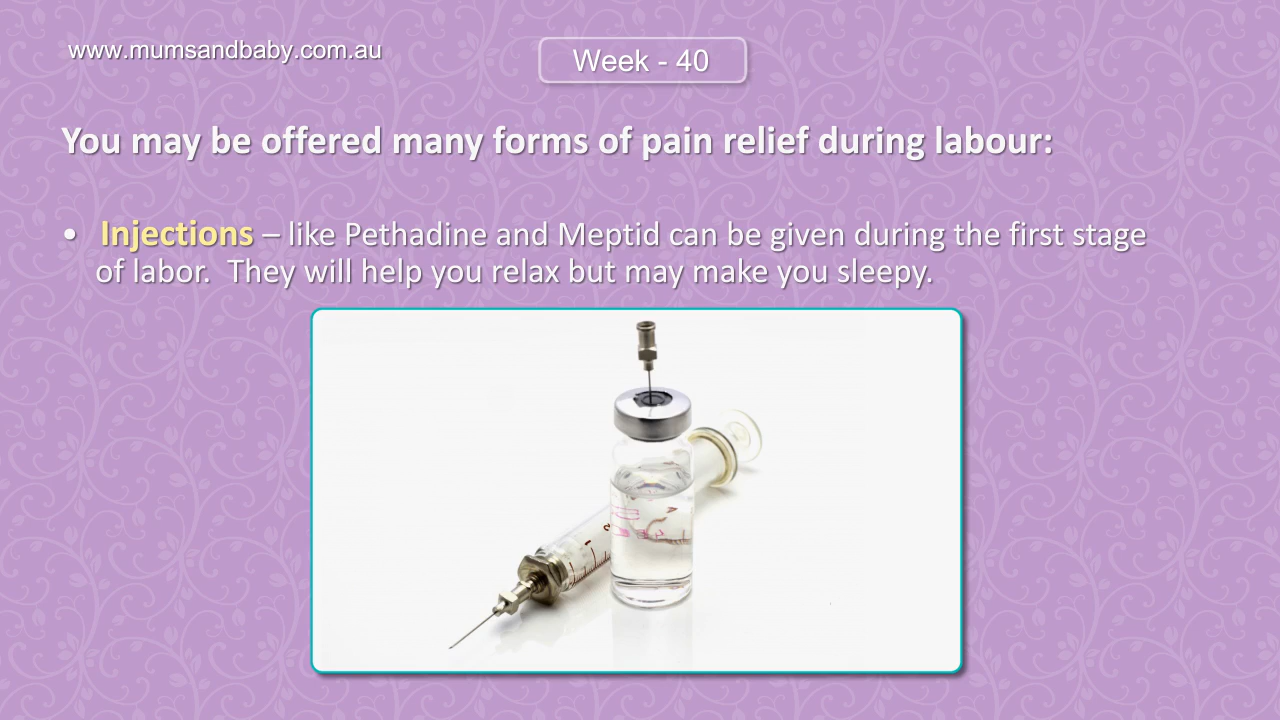 www.mumsandbaby.com.au
Week - 40
You may be offered many forms of pain relief during labour:
• Injections – like Pethadine and Meptid can be given during the first stage
of labor.  They will help you relax but may make you sleepy.